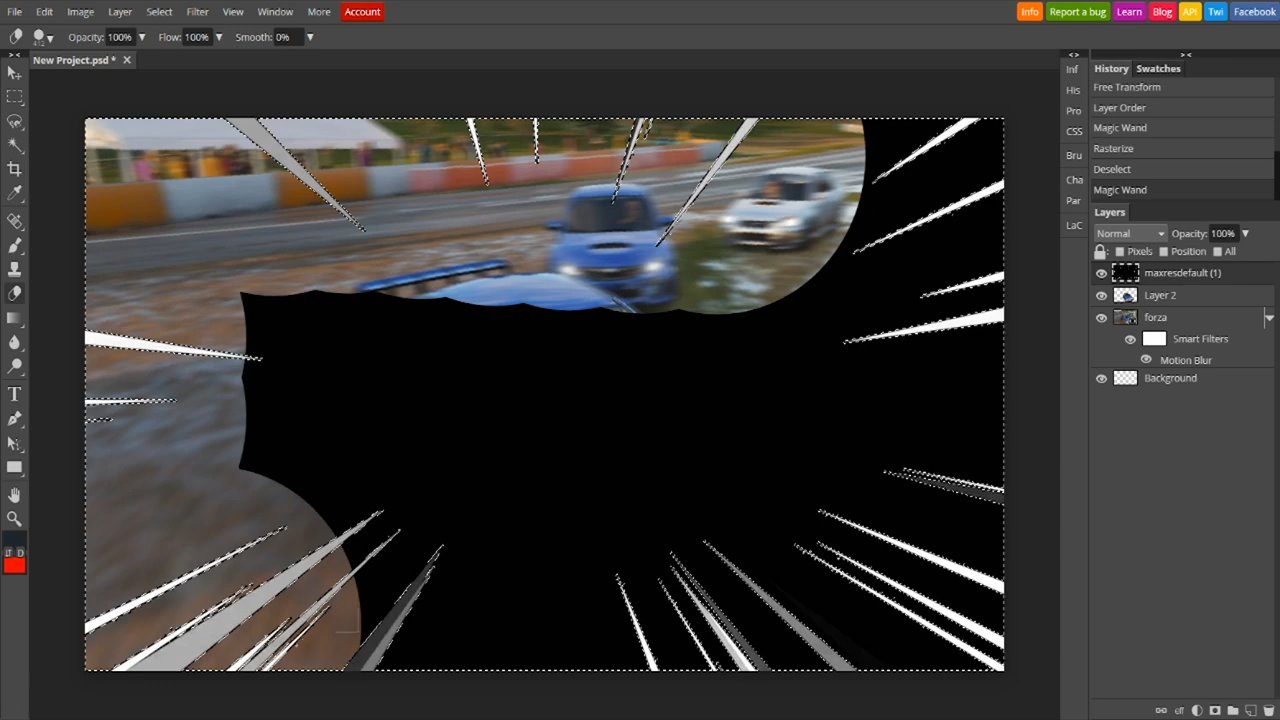 File Edit Image Layer Select Filter View Window More Account Info Report a bug Learn Blog API Twi Facebook
412 Opacity: 100% Flow: 100% Smooth: 0%
New Project.psd *
Inf
His
Pro
CSS
Bru
Cha
Par
LaC
History Swatches
Free Transform
Layer Order
Magic Wand
Rasterize
Deselect
Magic Wand
Layers
Normal Opacity: 100%
Pixels Position All
maxresdefault (1)
Layer 2
forza
Smart Filters
Motion Blur
Background
D
eff